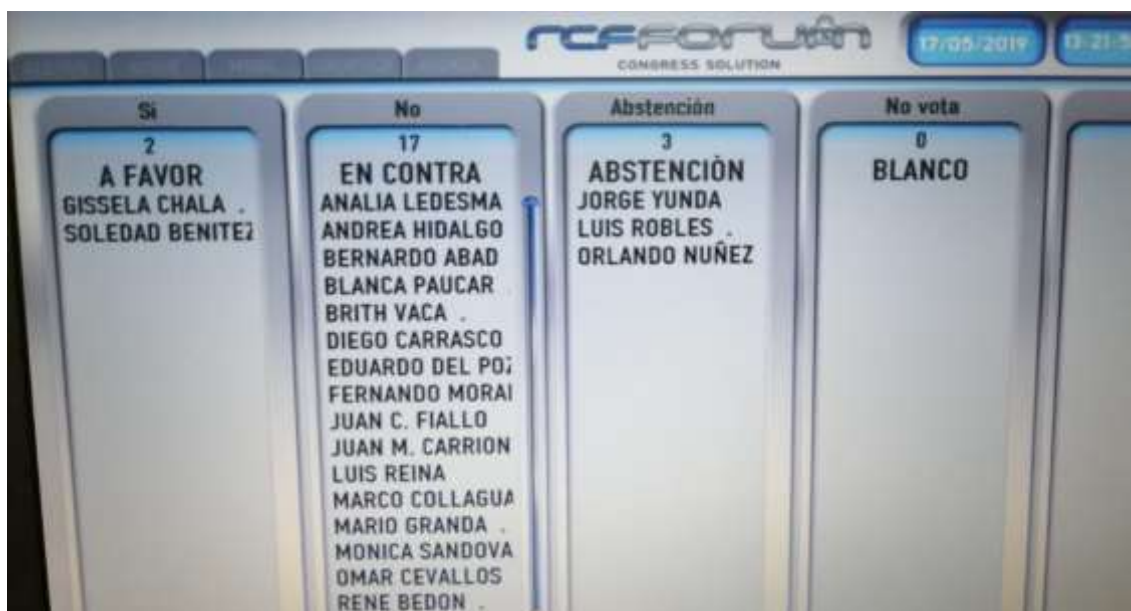 RCF FORUM
CONGRESS SOLUTION
17/05/2019
Si
2
A FAVOR
GISSELA CHALA .
SOLEDAD BENITEZ
No
17
EN CONTRA
ANALIA LEDESMA
ANDREA HIDALGO
BERNARDO ABAD
BLANCA PAUCAR
BRITH VACA .
DIEGO CARRASCO
EDUARDO DEL POZ
FERNANDO MORAL
JUAN C. FIALLO
JUAN M. CARRION
LUIS REINA
MARCO COLLAGUA
MARIO GRANDA .
MONICA SANDOVA
OMAR CEVALLOS
RENE BEDON .
Abstención
3
ABSTENCIÓN
JORGE YUNDA
LUIS ROBLES .
ORLANDO NUÑEZ
No vota
0
BLANCO